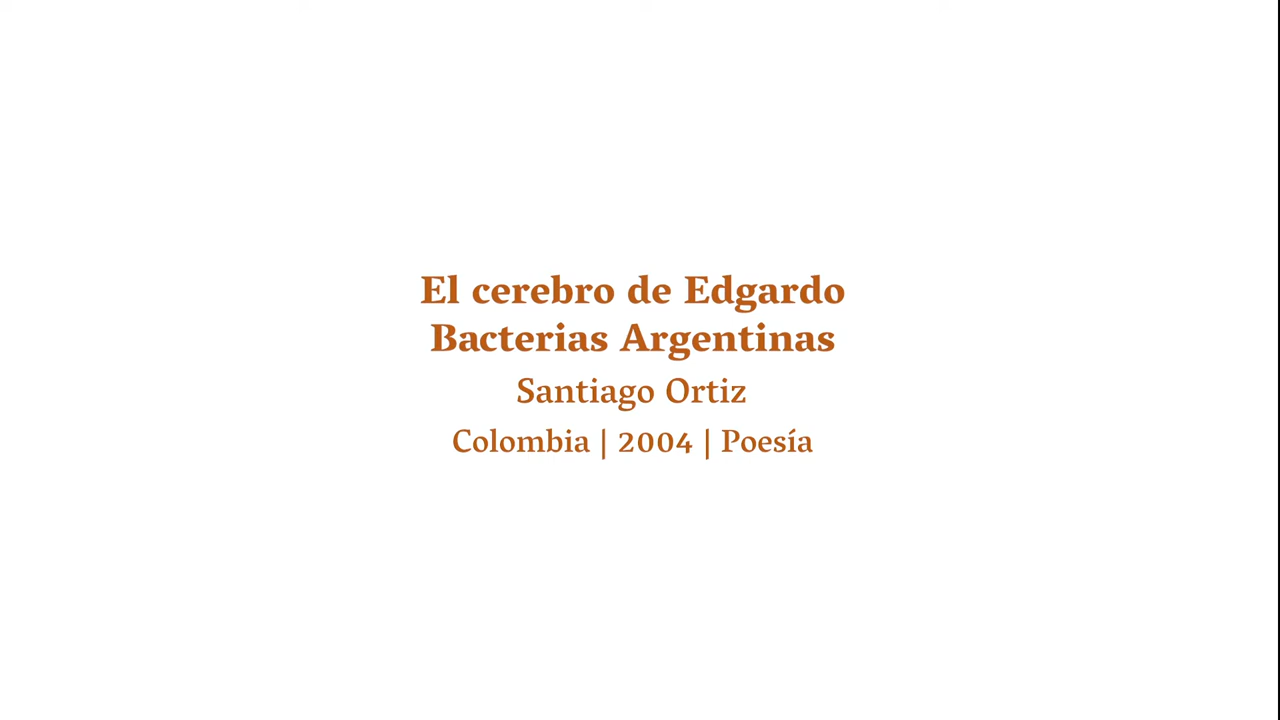 El cerebro de Edgardo
Bacterias Argentinas
Santiago Ortiz
Colombia | 2004 | Poesía